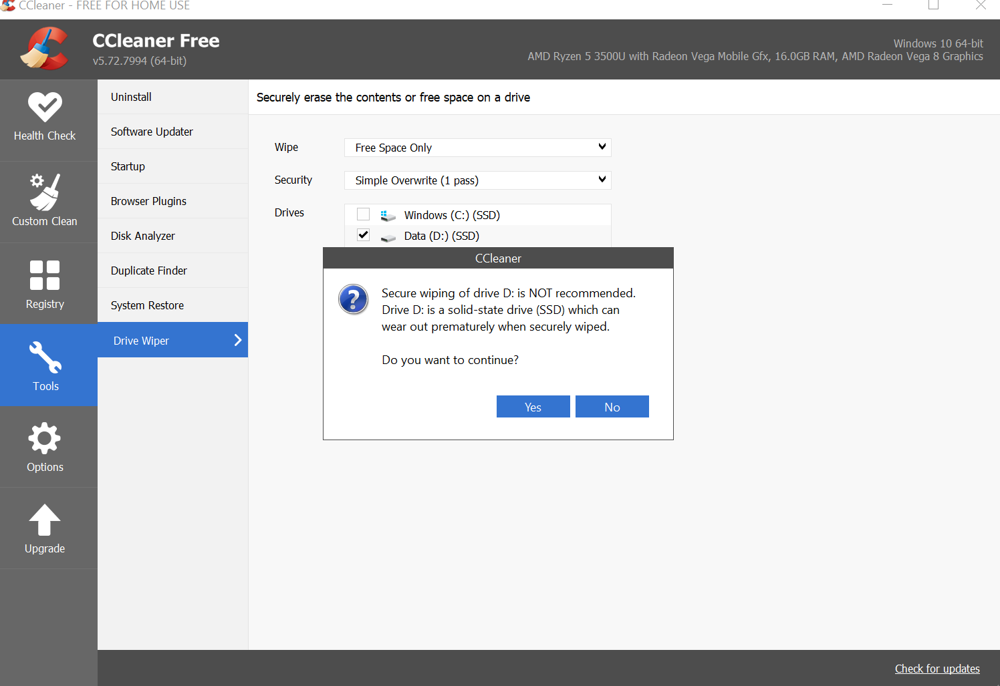 CCleaner - FREE FOR HOME USE
CCleaner Free
v5.72.7994 (64-bit)
Windows 10 64-bit
AMD Ryzen 5 3500U with Radeon Vega Mobile Gfx, 16.0GB RAM, AMD Radeon Vega 8 Graphics
Health Check
Custom Clean
Registry
Tools
Options
Upgrade
Uninstall
Software Updater
Startup
Browser Plugins
Disk Analyzer
Duplicate Finder
System Restore
Drive Wiper
Securely erase the contents or free space on a drive
Wipe
Free Space Only
Security
Simple Overwrite (1 pass)
Drives
Windows (C:) (SSD)
Data (D:) (SSD)
CCleaner
Secure wiping of drive D: is NOT recommended.
Drive D: is a solid-state drive (SSD) which can
wear out prematurely when securely wiped.
Do you want to continue?
Yes
No
Check for updates